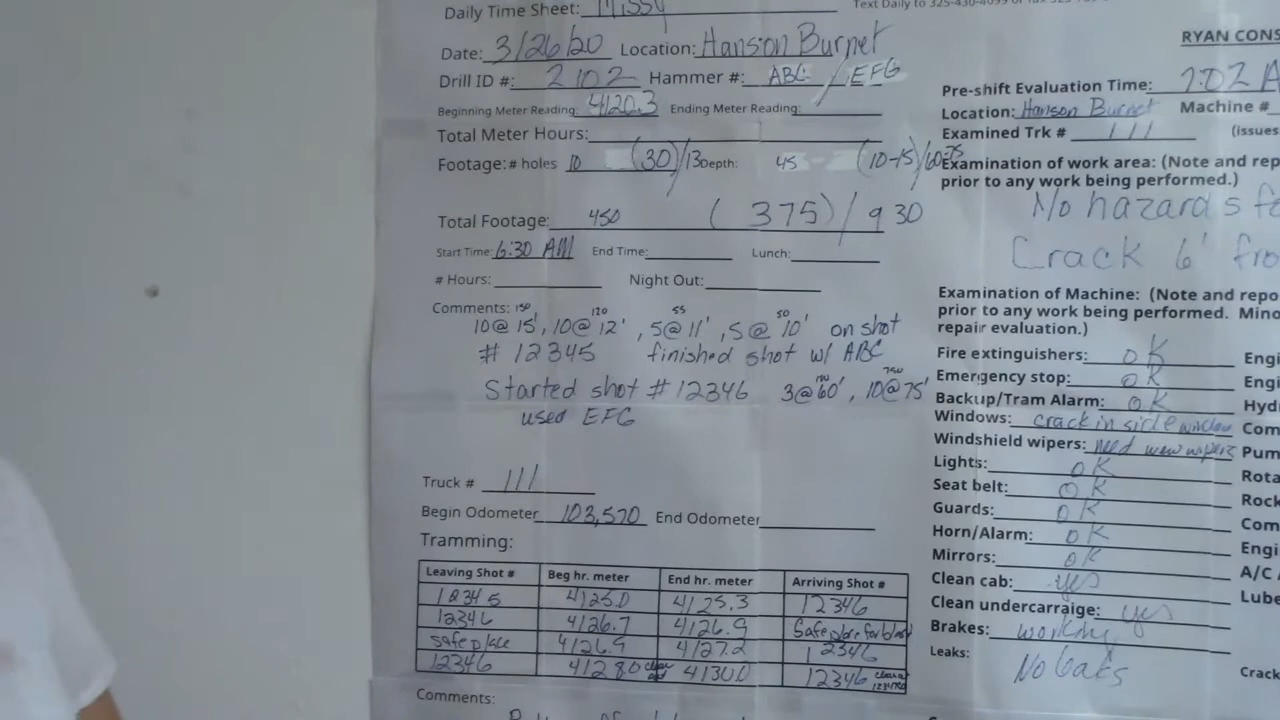 Daily Time Sheet: Missy
Text Daily to 325-430-4099 or fax 325
Date: 3/26/20 Location: Hanson Burnet
Drill ID #: 2102 Hammer #: ABC / EFG
Beginning Meter Reading: 4120.3 Ending Meter Reading:
Total Meter Hours:
Footage: # holes 10 (30)/13 Depth: 45 (10-15)/60-75
Total Footage: 450 (375)/930
Start Time: 6:30 AM End Time: Lunch:
# Hours: Night Out:
Comments: 150 120 55 50
10@15', 10@12', 5@11', 5@10' on shot
#12345 finished shot w/ ABC
180 750
Started shot #12346 3@60', 10@75'
used EFG
Truck # 111
Begin Odometer 103,570 End Odometer
Tramming:
Leaving Shot # Beg hr. meter End hr. meter Arriving Shot #
12345 4125.0 4125.3 12346
12346 4126.7 4126.9 Safe place for blast
safe place 4126.9 4127.2 12346
12346 4128.0 4130.0 12346
Comments:
RYAN CONS
Pre-shift Evaluation Time: 7:02 A
Location: Hanson Burnet Machine #
Examined Trk # 111 (issues
Examination of work area: (Note and rep
prior to any work being performed.)
No hazards fo
Crack 6' fro
Examination of Machine: (Note and repo
prior to any work being performed. Mino
repair evaluation.)
Fire extinguishers: OK Engi
Emergency stop: OK Engi
Backup/Tram Alarm: OK Hyd
Windows: crack in side window Com
Windshield wipers: need new wipers Pum
Lights: OK Rota
Seat belt: OK Rock
Guards: OK Com
Horn/Alarm: OK Engi
Mirrors: OK A/C
Clean cab: yes Lube
Clean undercarraige: yes
Brakes: working
Leaks: No leaks Crack